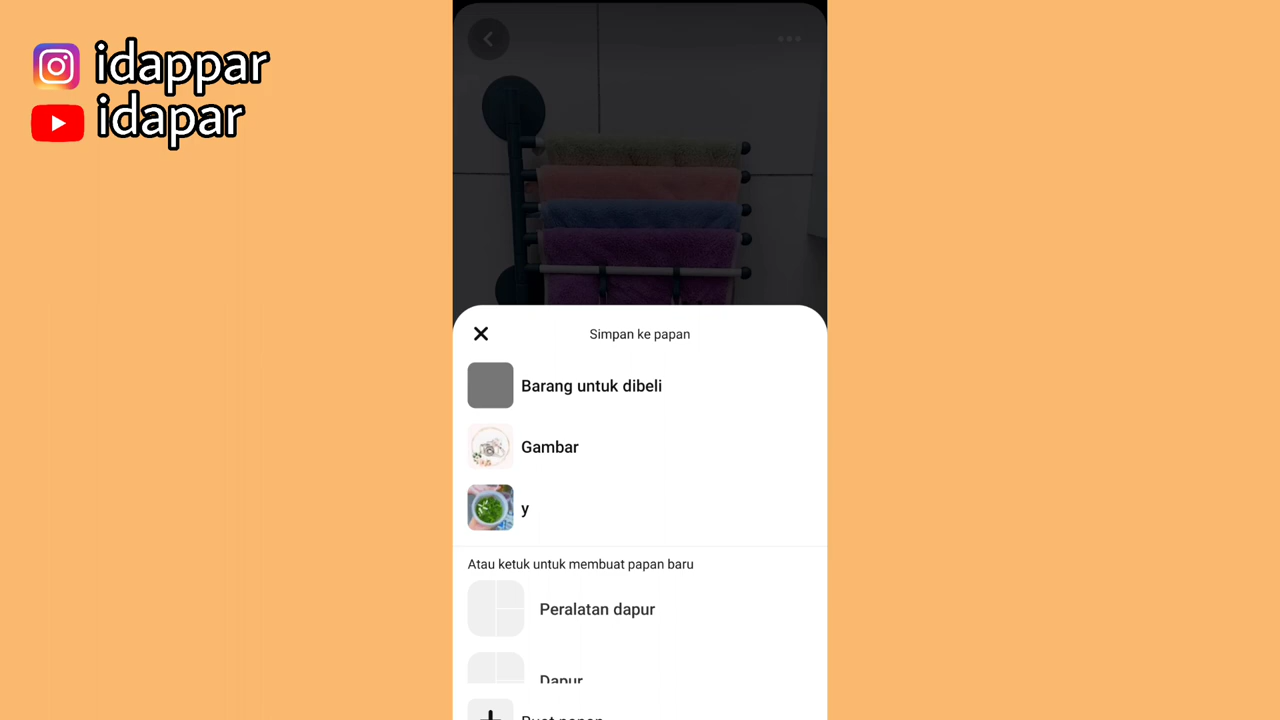 idappar
idapar
Simpan ke papan
Barang untuk dibeli
Gambar
y
Atau ketuk untuk membuat papan baru
Peralatan dapur
Dapur
Buat papan